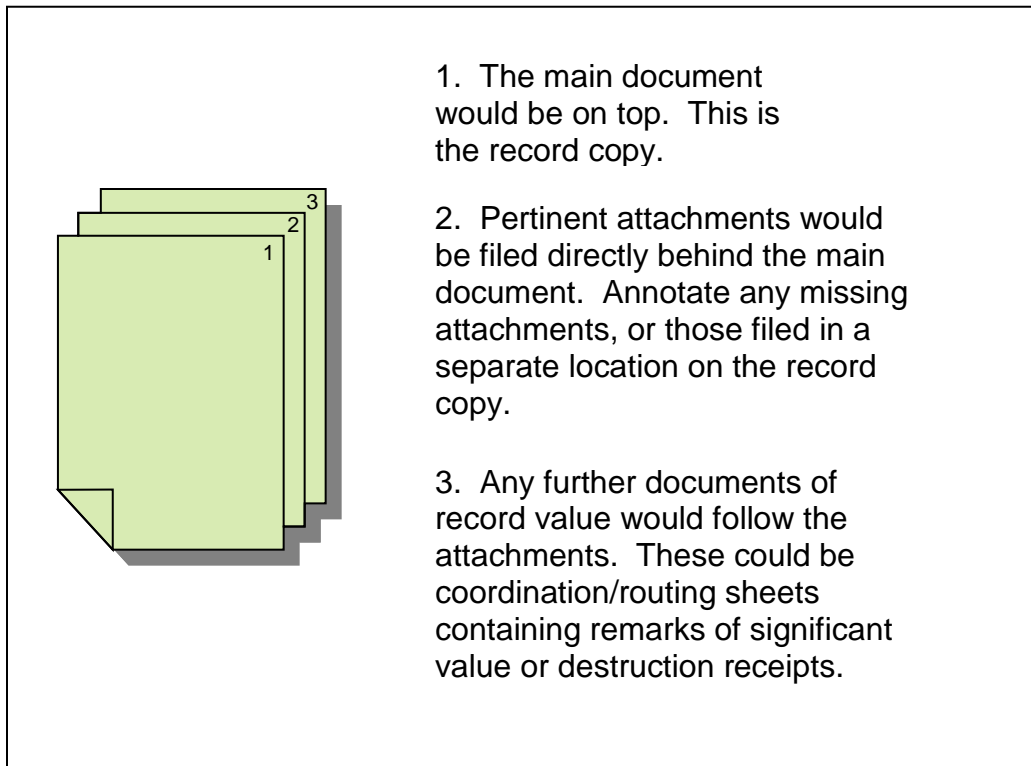 3
2
1
1. The main document
would be on top. This is
the record copy.
2. Pertinent attachments would
be filed directly behind the main
document. Annotate any missing
attachments, or those filed in a
separate location on the record
copy.
3. Any further documents of
record value would follow the
attachments. These could be
coordination/routing sheets
containing remarks of significant
value or destruction receipts.